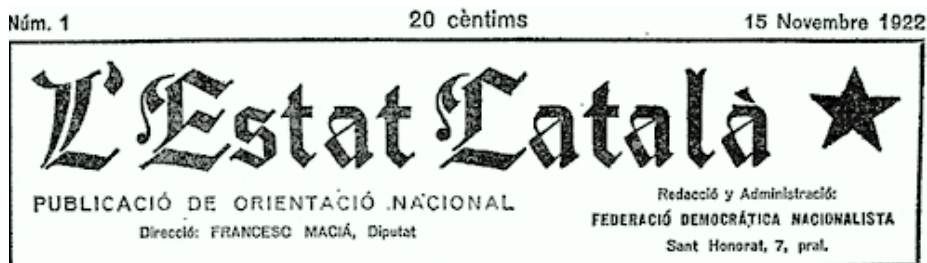 Núm. 1 20 cèntims 15 Novembre 1922
L'Estat Català
PUBLICACIÓ DE ORIENTACIÓ NACIONAL
Direcció: FRANCESC MACIÁ, Diputat
Redacció y Administració:
FEDERACIÓ DEMOCRÁTICA NACIONALISTA
Sant Honorat, 7, pral.